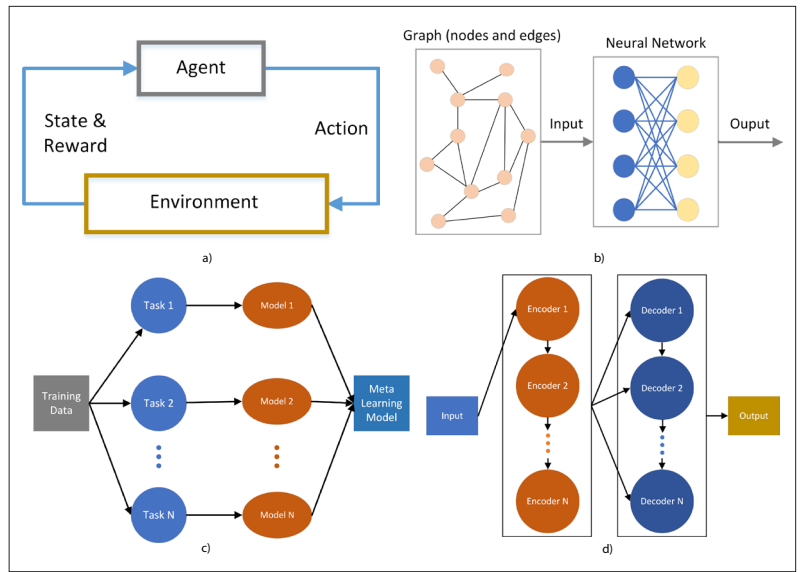 Agent
State &
Reward
Action
Environment
a)
Graph (nodes and edges)
Input
Neural Network
Ouput
b)
Training
Data
Task 1
Model 1
Task 2
Model 2
Task N
Model N
Meta
Learning
Model
c)
Input
Encoder 1
Encoder 2
Encoder N
Decoder 1
Decoder 2
Decoder N
Output
d)